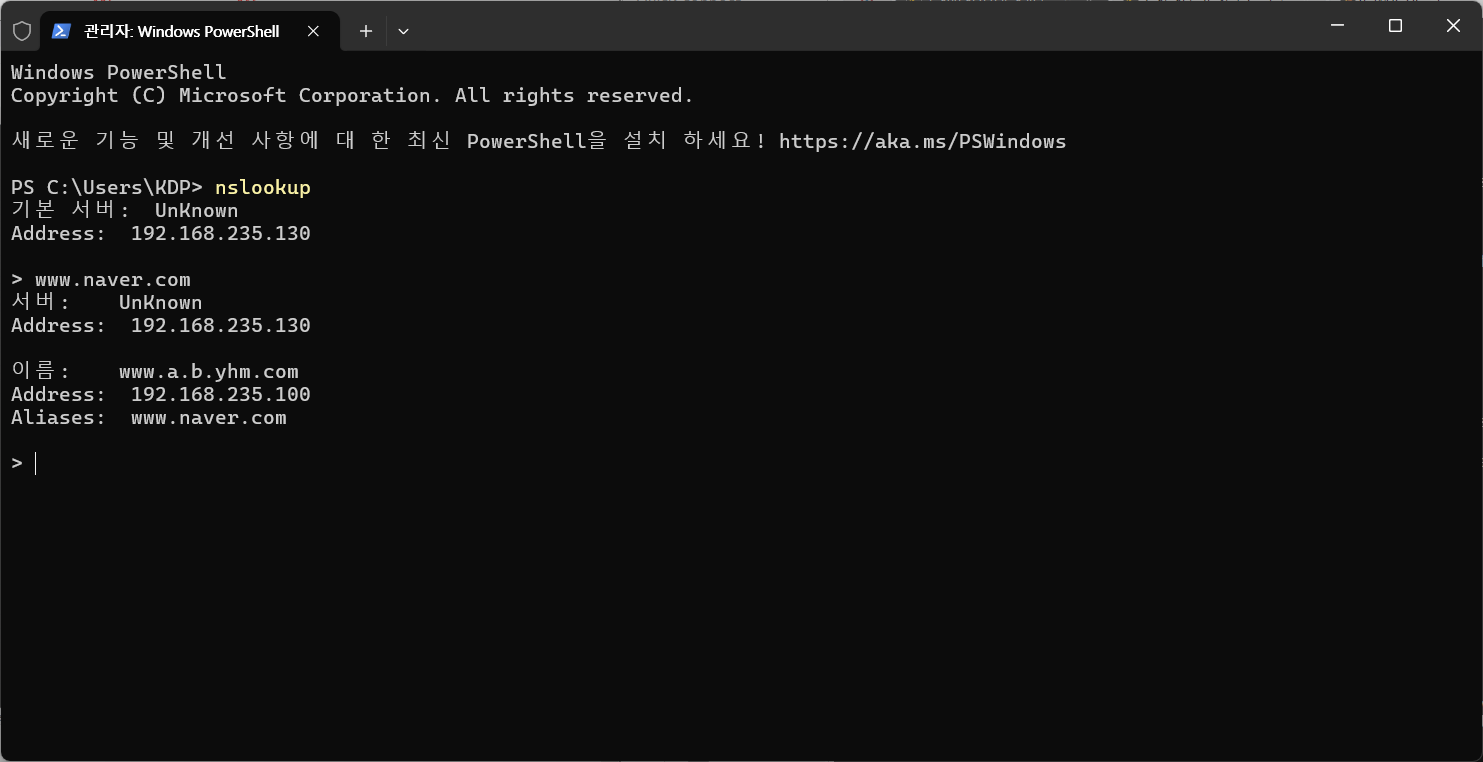 관리자: Windows PowerShell
Windows PowerShell
Copyright (C) Microsoft Corporation. All rights reserved.
새로운 기능 및 개선 사항에 대 한 최신 PowerShell을 설치 하세요! https://aka.ms/PSWindows
PS C:\Users\KDP> nslookup
기본 서버:  UnKnown
Address:  192.168.235.130
> www.naver.com
서버:    UnKnown
Address:  192.168.235.130
이름:    www.a.b.yhm.com
Address:  192.168.235.100
Aliases:  www.naver.com
>